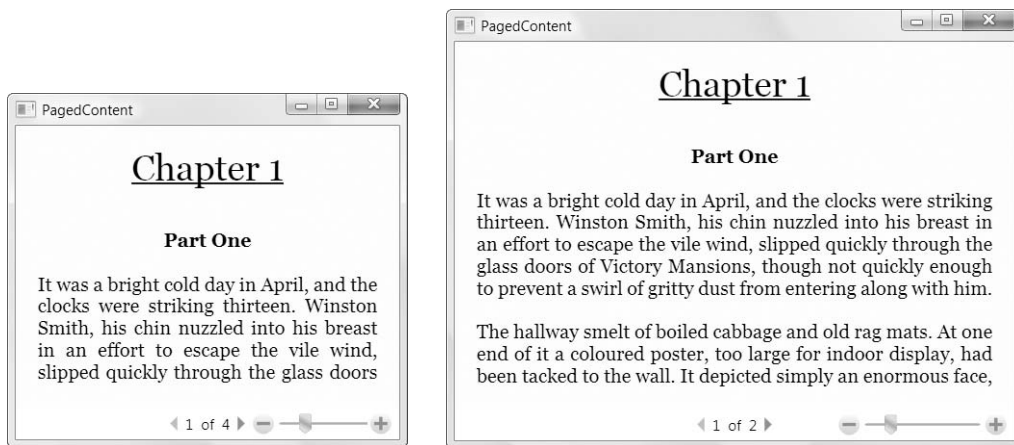 PagedContent
Chapter 1
Part One
It was a bright cold day in April, and the
clocks were striking thirteen. Winston
Smith, his chin nuzzled into his breast
in an effort to escape the vile wind,
slipped quickly through the glass doors
1 of 4
PagedContent
Chapter 1
Part One
It was a bright cold day in April, and the clocks were striking
thirteen. Winston Smith, his chin nuzzled into his breast in
an effort to escape the vile wind, slipped quickly through the
glass doors of Victory Mansions, though not quickly enough
to prevent a swirl of gritty dust from entering along with him.
The hallway smelt of boiled cabbage and old rag mats. At one
end of it a coloured poster, too large for indoor display, had
been tacked to the wall. It depicted simply an enormous face,
1 of 2